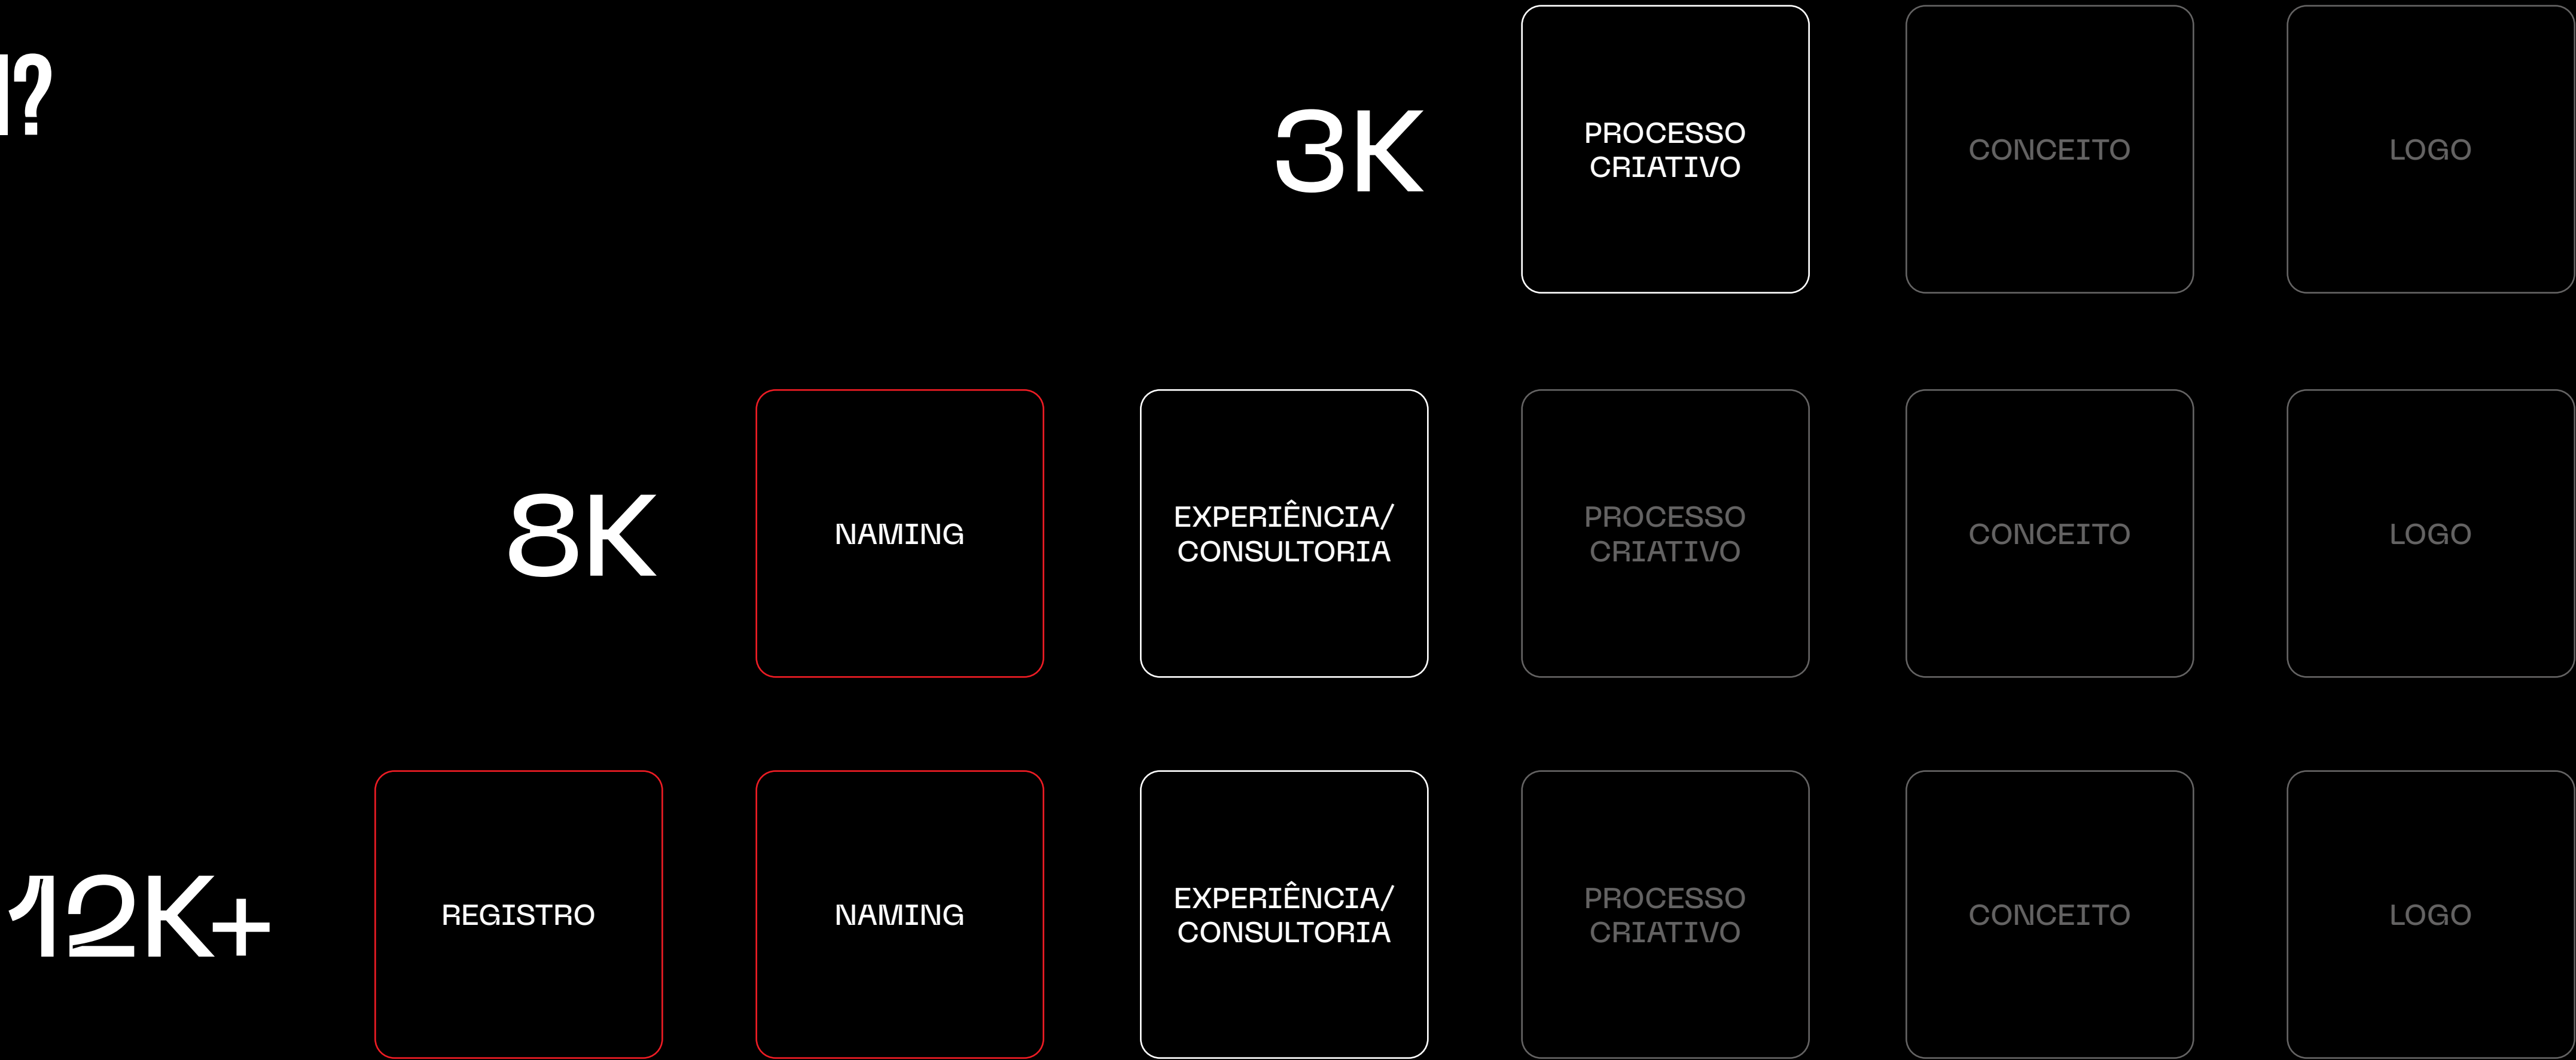 ?
3K
PROCESSO
CRIATIVO
CONCEITO
LOGO
8K
NAMING
EXPERIÊNCIA/
CONSULTORIA
PROCESSO
CRIATIVO
CONCEITO
LOGO
12K+
REGISTRO
NAMING
EXPERIÊNCIA/
CONSULTORIA
PROCESSO
CRIATIVO
CONCEITO
LOGO